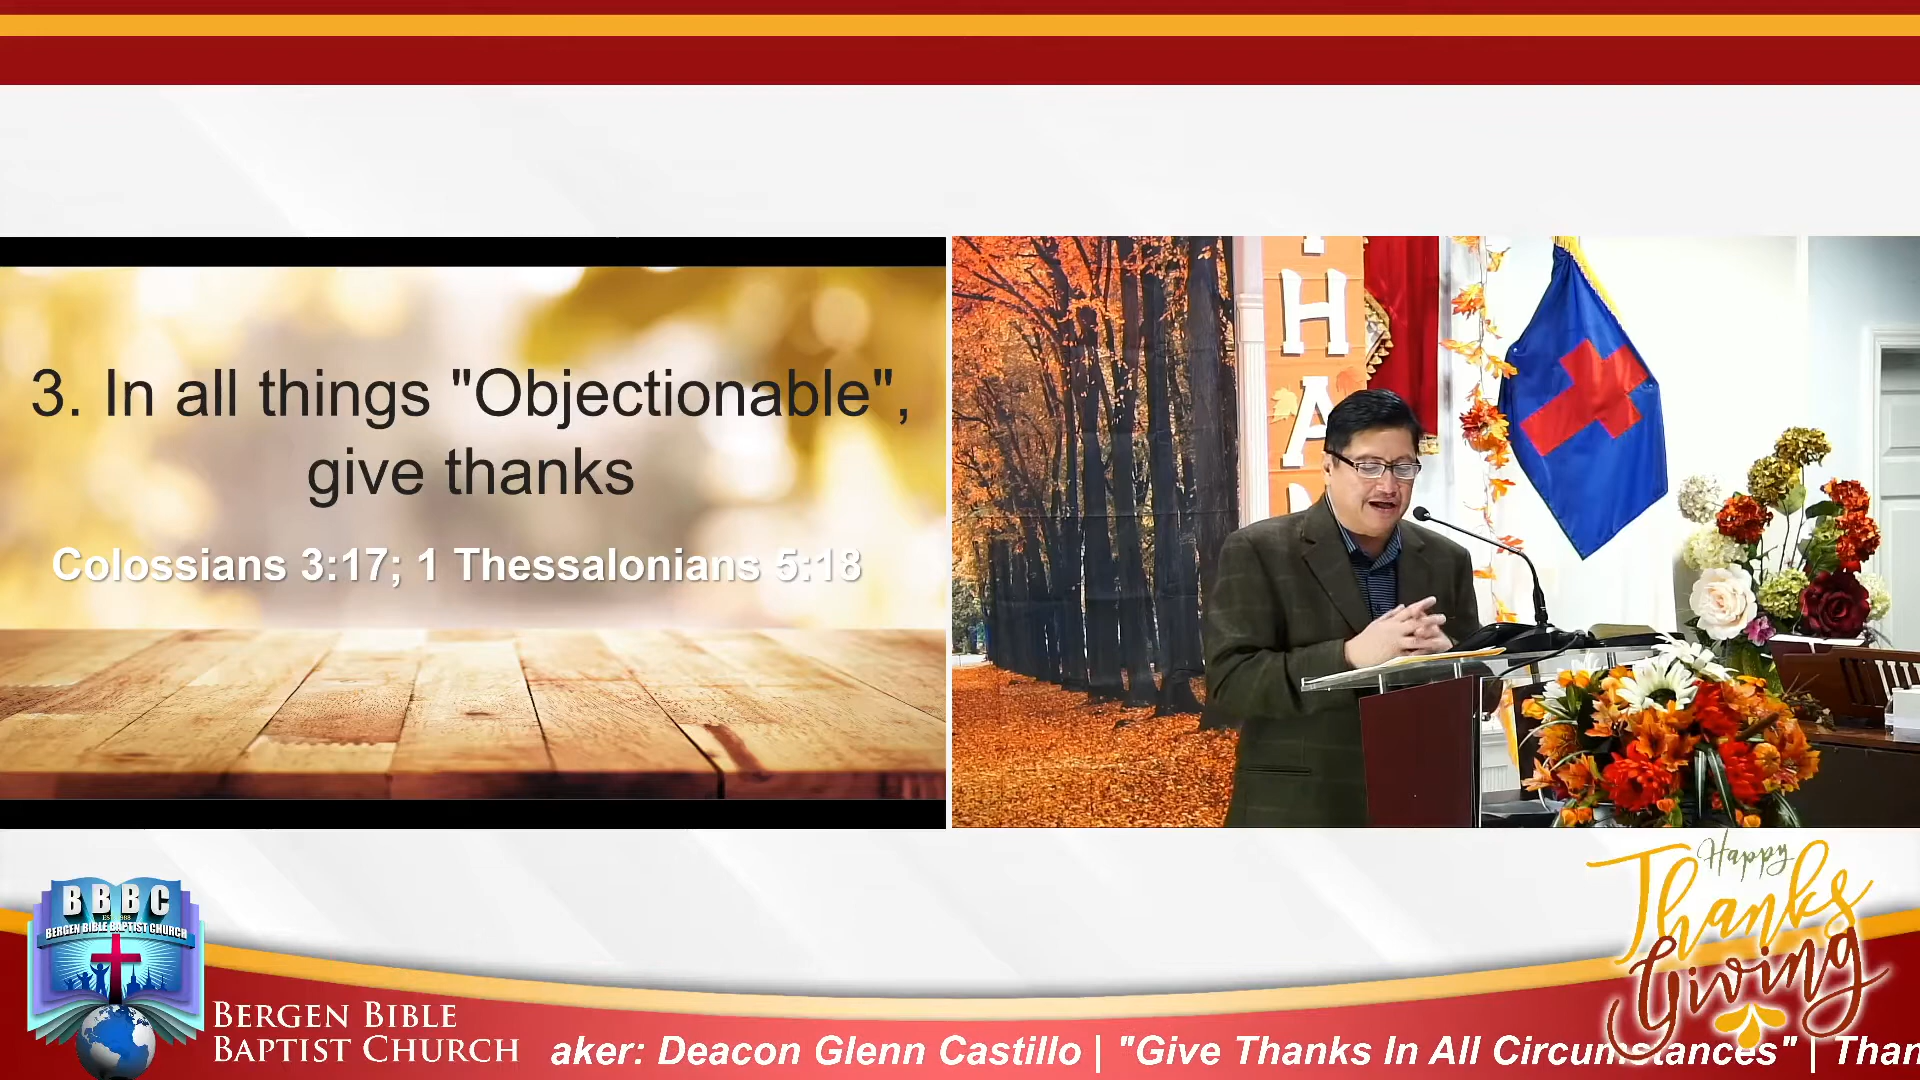 3. In all things "Objectionable",
give thanks
Colossians 3:17; 1 Thessalonians 5:18
HA
BBBC
BERGEN BIBLE BAPTIST CHURCH
BERGEN BIBLE
BAPTIST CHURCH
aker: Deacon Glenn Castillo | "Give Thanks In All Circumstances" | Than
Happy
Thanks
Giving